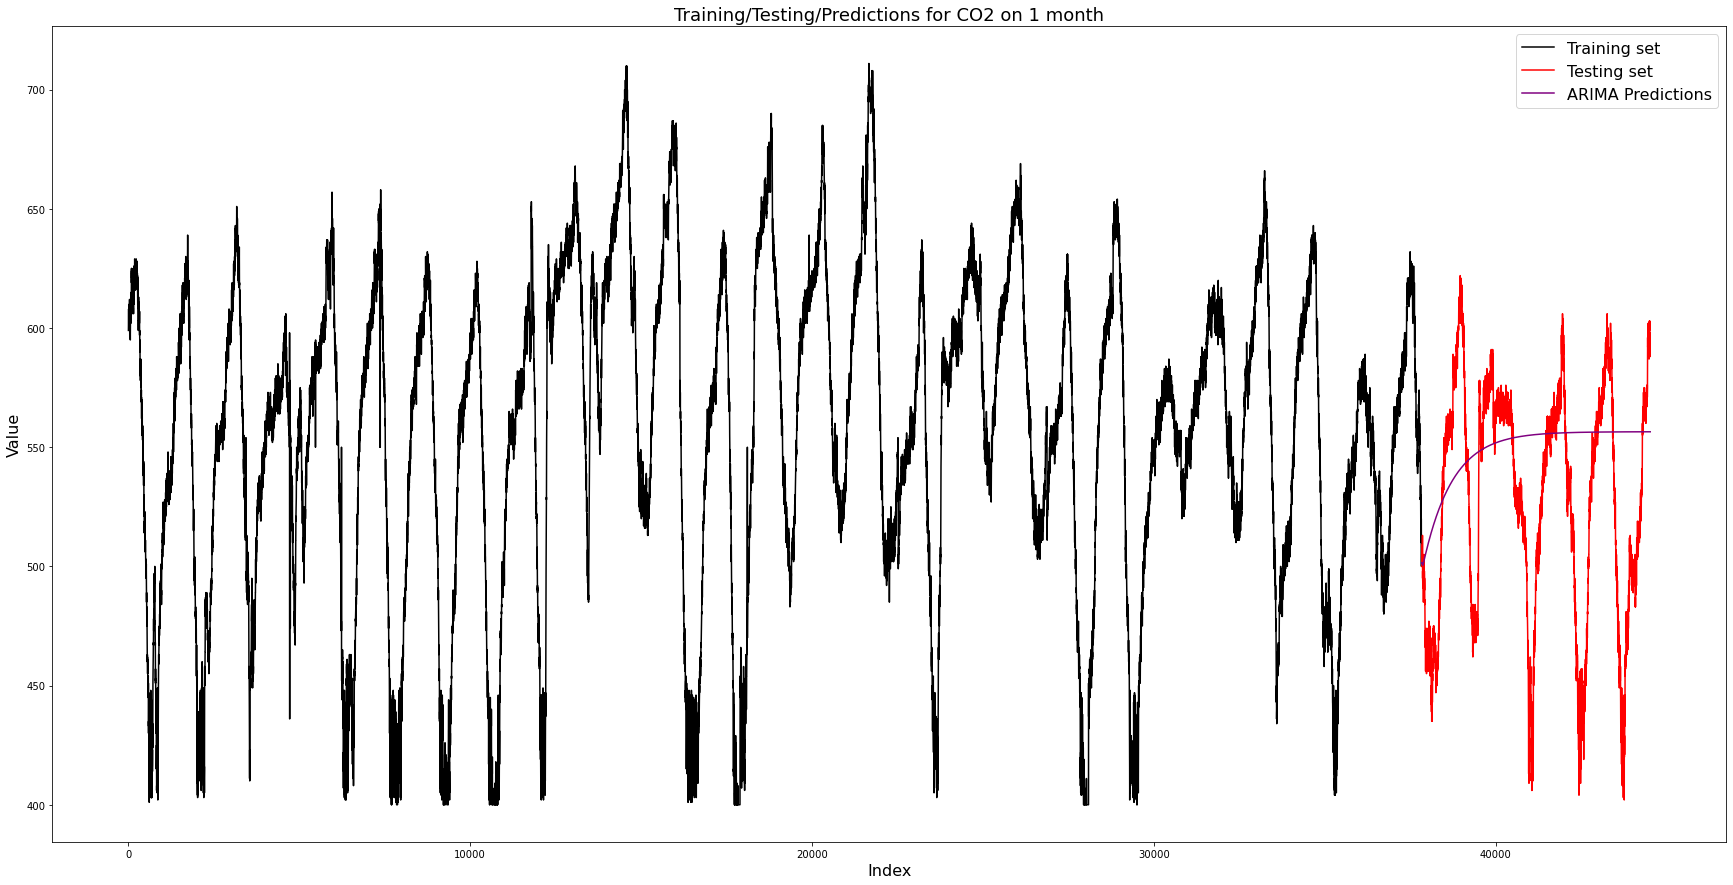 Training/Testing/Predictions for CO2 on 1 month
Training set
Testing set
ARIMA Predictions
Value
700
650
600
550
500
450
400
0 10000 20000 30000 40000
Index